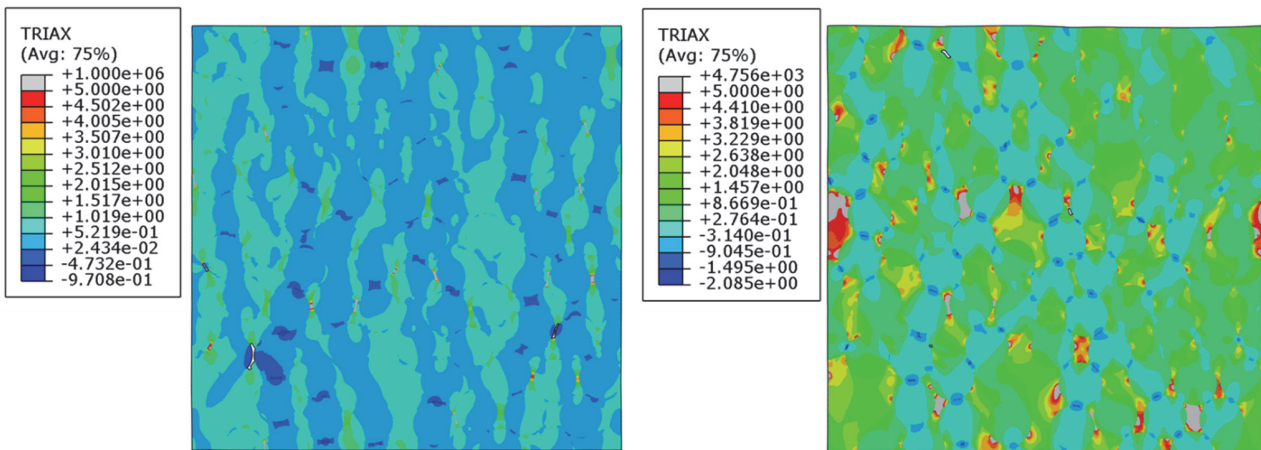 TRIAX
(Avg: 75%)
+1.000e+06
+5.000e+00
+4.502e+00
+4.005e+00
+3.507e+00
+3.010e+00
+2.512e+00
+2.015e+00
+1.517e+00
+1.019e+00
+5.219e-01
+2.434e-02
-4.732e-01
-9.708e-01
TRIAX
(Avg: 75%)
+4.756e+03
+5.000e+00
+4.410e+00
+3.819e+00
+3.229e+00
+2.638e+00
+2.048e+00
+1.457e+00
+8.669e-01
+2.764e-01
-3.140e-01
-9.045e-01
-1.495e+00
-2.085e+00